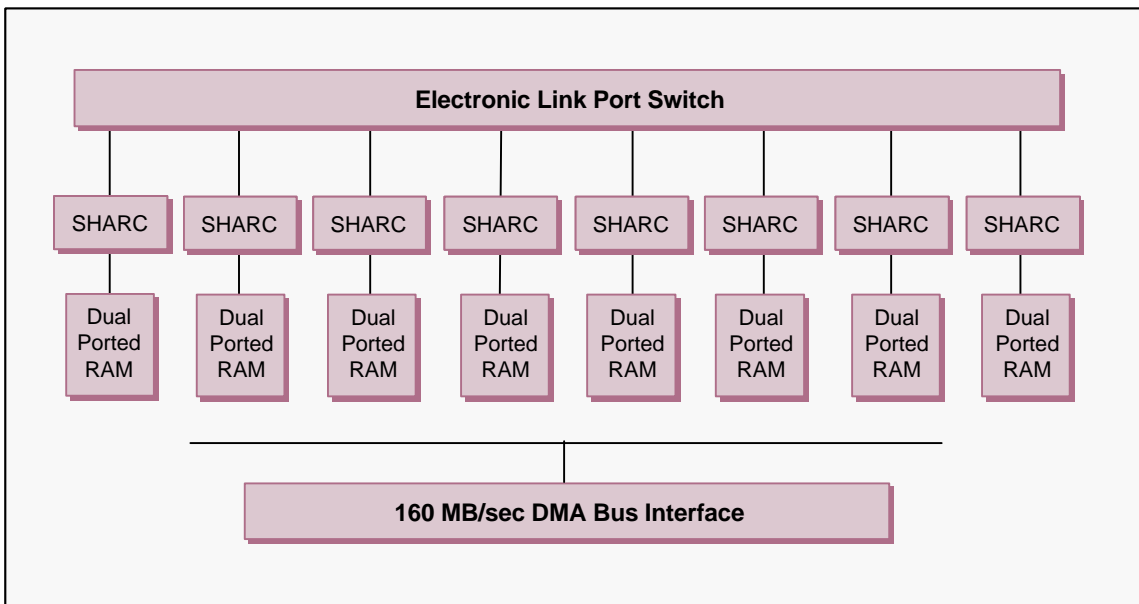 Electronic Link Port Switch
SHARC SHARC SHARC SHARC SHARC SHARC SHARC SHARC
Dual Dual Dual Dual Dual Dual Dual Dual
Ported Ported Ported Ported Ported Ported Ported Ported
RAM RAM RAM RAM RAM RAM RAM RAM
160 MB/sec DMA Bus Interface